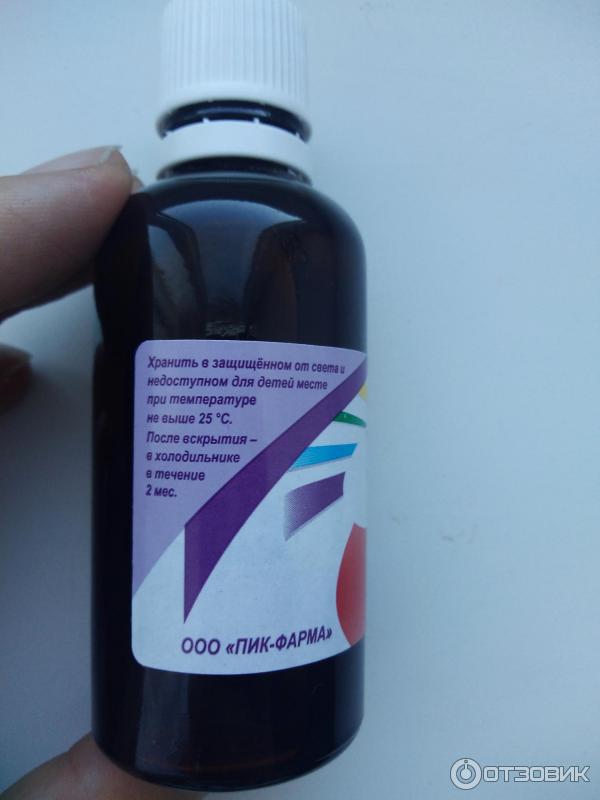 Хранить в защищённом от света и
недоступном для детей месте
при температуре
не выше 25 °С.
После вскрытия –
в холодильнике
в течение
2 мес.
ООО «ПИК-ФАРМА»
ОТЗОВИК